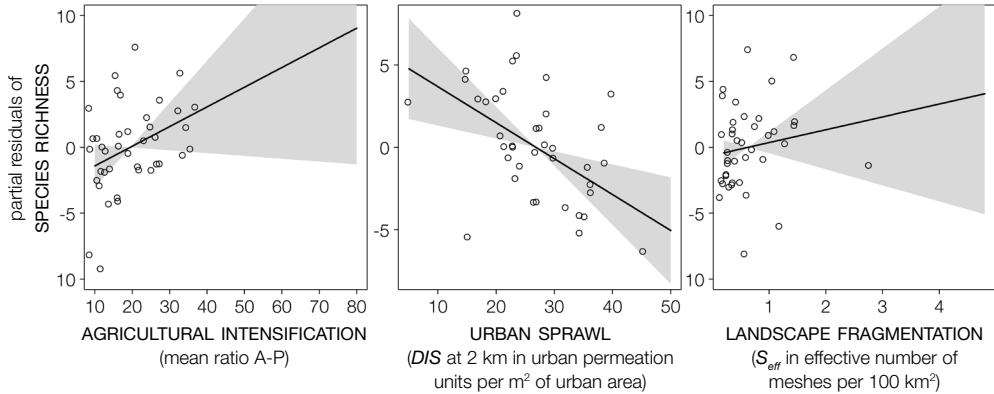 partial residuals of
SPECIES RICHNESS
10
5
0
-5
10
10 20 30 40 50 60 70 80
AGRICULTURAL INTENSIFICATION
(mean ratio A-P)
5
0
-5
10 20 30 40 50
URBAN SPRAWL
(DIS at 2 km in urban permeation
units per m² of urban area)
10
5
0
-5
10
1 2 3 4
LANDSCAPE FRAGMENTATION
(Seff in effective number of
meshes per 100 km²)